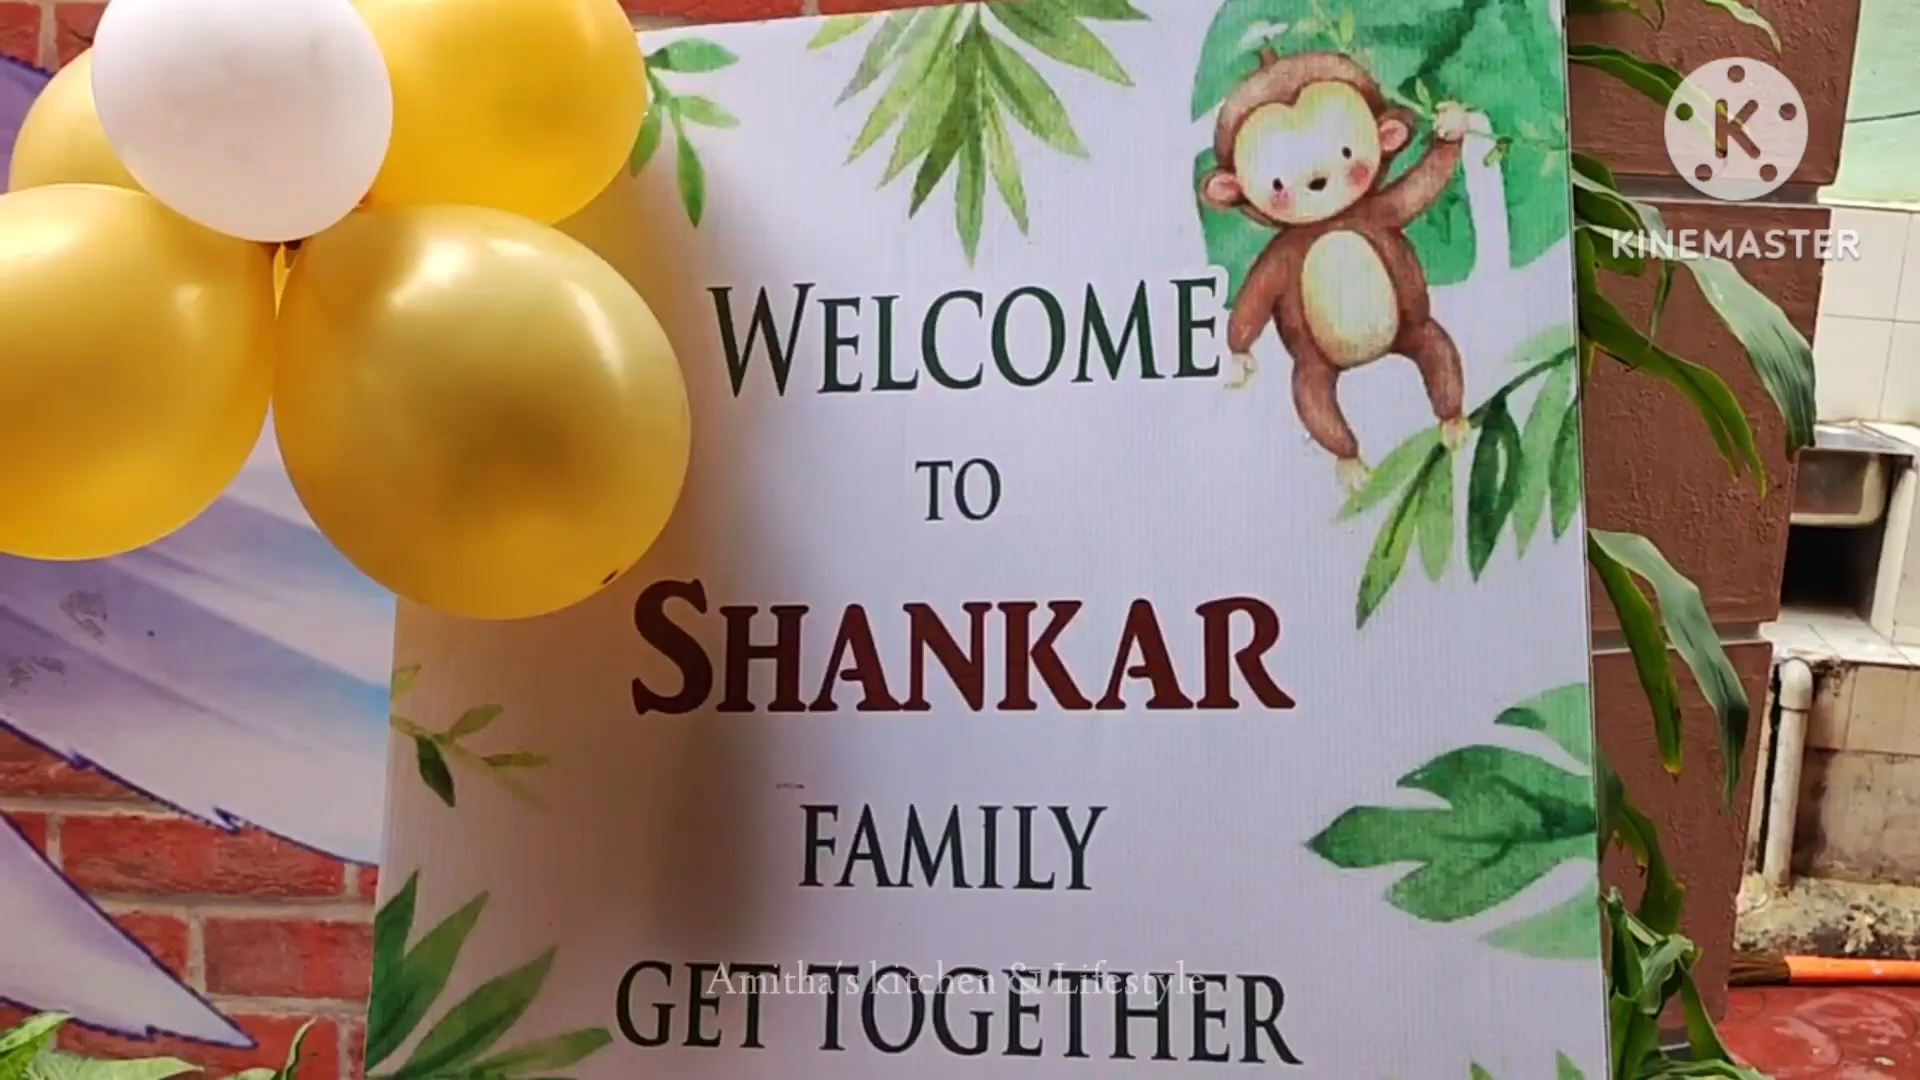 K
KINEMASTER
WELCOME
TO
SHANKAR
FAMILY
GET TOGETHER
Amitha's kitchen & Lifestyle